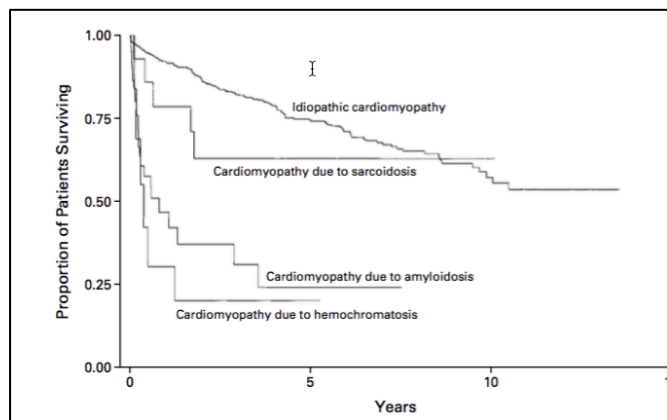 1.00
0.75
0.50
0.25
0.00
Proportion of Patients Surviving
Idiopathic cardiomyopathy
Cardiomyopathy due to sarcoidosis
Cardiomyopathy due to amyloidosis
Cardiomyopathy due to hemochromatosis
0
5
10
Years